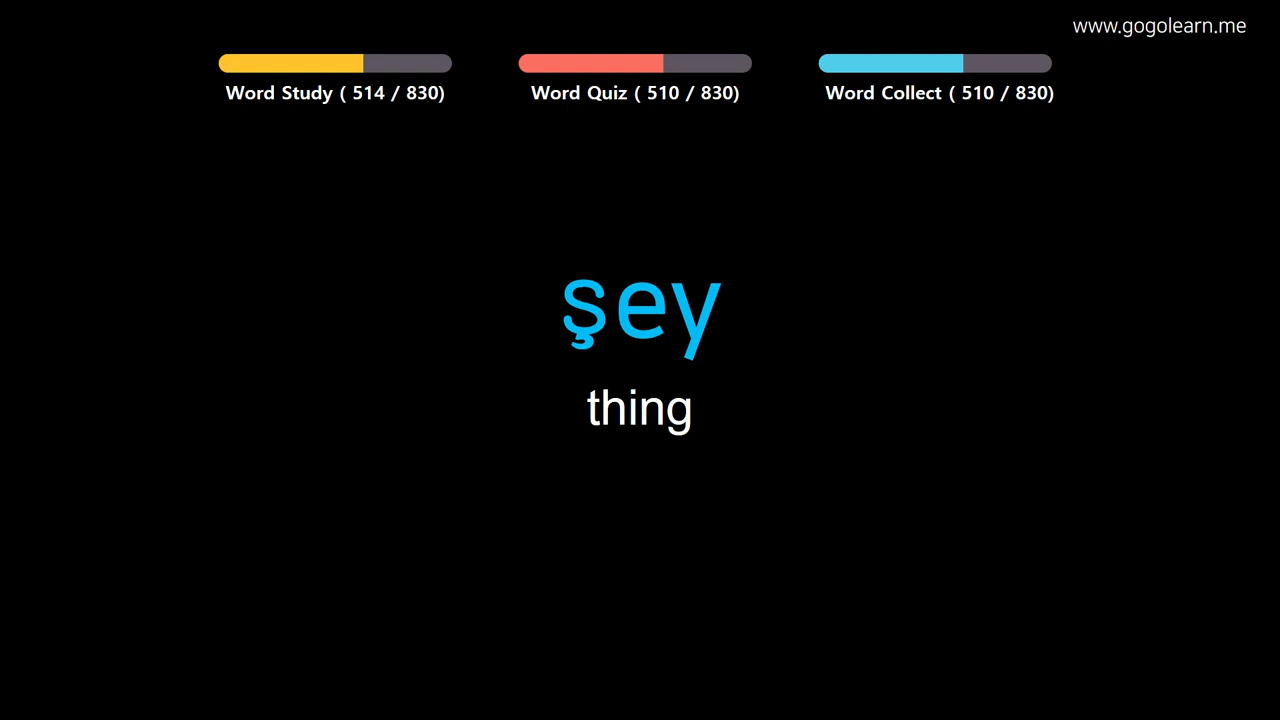 www.gogolearn.me
Word Study ( 514 / 830)
Word Quiz ( 510 / 830)
Word Collect ( 510 / 830)
şey
thing